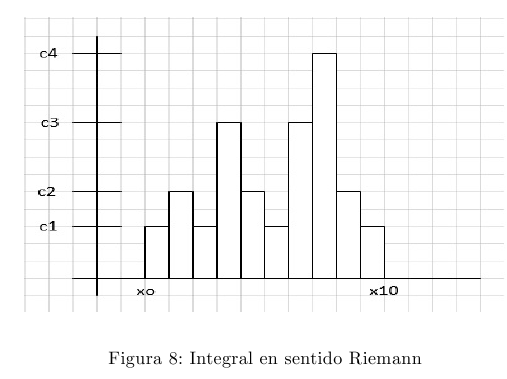 c4
c3
c2
c1
xo x10
Figura 8: Integral en sentido Riemann